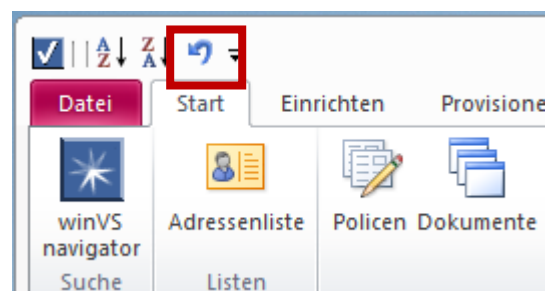 A Z Z A
Datei Start Einrichten Provisione
winVS navigator Adressenliste Policen Dokumente
Suche Listen